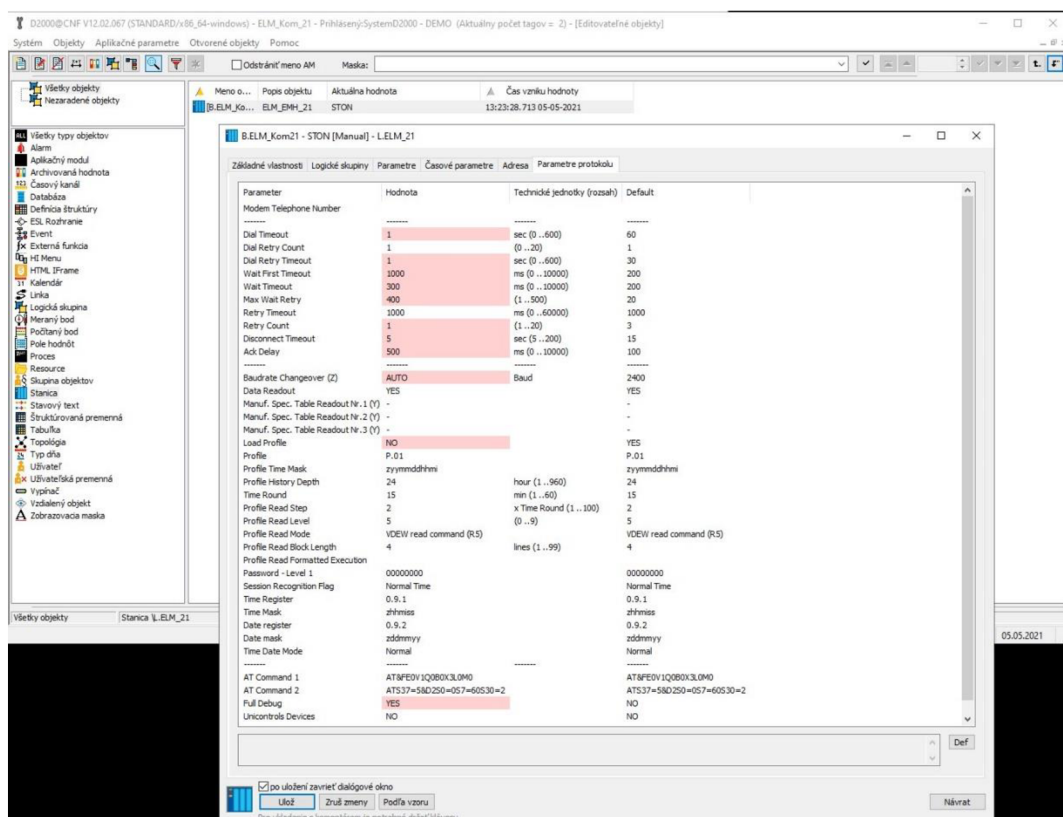 D2000@CNF V12.02.067 (STANDARD/x86_64-windows) - ELM_Kom_21 - Prihlásený:SystemD2000 - DEMO (Aktuálny počet tagov = 2) - [Editovateľné objekty]
Systém Objekty Aplikačné parametre Otvorené objekty Pomoc
Odstrániť meno AM Maska:
Všetky objekty
Nezaradené objekty
Meno o... Popis objektu Aktuálna hodnota Čas vzniku hodnoty
B.ELM_Ko... ELM_EMH_21 STON 13:23:28.713 05-05-2021
ALL Všetky typy objektov
Alarm
Aplikačný modul
Archivovaná hodnota
123 Časový kanál
Databáza
Definícia štruktúry
ESL Rozhranie
Event
fx Externá funkcia
HI Menu
HTML IFrame
31 Kalendár
Linka
Logická skupina
Meraný bod
Počítaný bod
Pole hodnôt
Proces
Resource
Skupina objektov
Stanica
Stavový text
Štruktúrovaná premenná
Tabuľka
Topológia
Typ dňa
Užívateľ
Užívateľská premenná
Vypínač
Vzdialený objekt
A Zobrazovacia maska
Všetky objekty Stanica \L.ELM_21
05.05.2021
B.ELM_Kom21 - STON [Manual] - L.ELM_21
Základné vlastnosti Logické skupiny Parametre Časové parametre Adresa Parametre protokolu
Parameter Hodnota Technické jednotky (rozsah) Default
Modem Telephone Number
------- ------- ------- -------
Dial Timeout 1 sec (0 ..600) 60
Dial Retry Count 1 (0 ..20) 1
Dial Retry Timeout 1 sec (0 ..600) 30
Wait First Timeout 1000 ms (0 ..10000) 200
Wait Timeout 300 ms (0 ..10000) 200
Max Wait Retry 400 (1 ..500) 20
Retry Timeout 1000 ms (0 ..60000) 1000
Retry Count 1 (1 ..20) 3
Disconnect Timeout 5 sec (5 ..200) 15
Ack Delay 500 ms (0 ..10000) 100
------- ------- ------- -------
Baudrate Changeover (Z) AUTO Baud 2400
Data Readout YES YES
Manuf. Spec. Table Readout Nr.1 (Y) - -
Manuf. Spec. Table Readout Nr.2 (Y) - -
Manuf. Spec. Table Readout Nr.3 (Y) - -
Load Profile NO YES
Profile P.01 P.01
Profile Time Mask zyymmddhhmi zyymmddhhmi
Profile History Depth 24 hour (1 ..960) 24
Time Round 15 min (1 ..60) 15
Profile Read Step 2 x Time Round (1 ..100) 2
Profile Read Level 5 (0 ..9) 5
Profile Read Mode VDEW read command (R5) VDEW read command (R5)
Profile Read Block Length 4 lines (1 ..99) 4
Profile Read Formatted Execution
Password - Level 1 00000000 00000000
Session Recognition Flag Normal Time Normal Time
Time Register 0.9.1 0.9.1
Time Mask zhhmiss zhhmiss
Date register 0.9.2 0.9.2
Date mask zddmmyy zddmmyy
Time Date Mode Normal Normal
------- ------- ------- -------
AT Command 1 AT&FE0V1Q0B0X3L0M0 AT&FE0V1Q0B0X3L0M0
AT Command 2 ATS37=5&D2S0=0S7=60S30=2 ATS37=5&D2S0=0S7=60S30=2
Full Debug YES NO
Unicontrols Devices NO NO
Def
po uložení zavrieť dialógové okno
Ulož Zruš zmeny Podľa vzoru Návrat